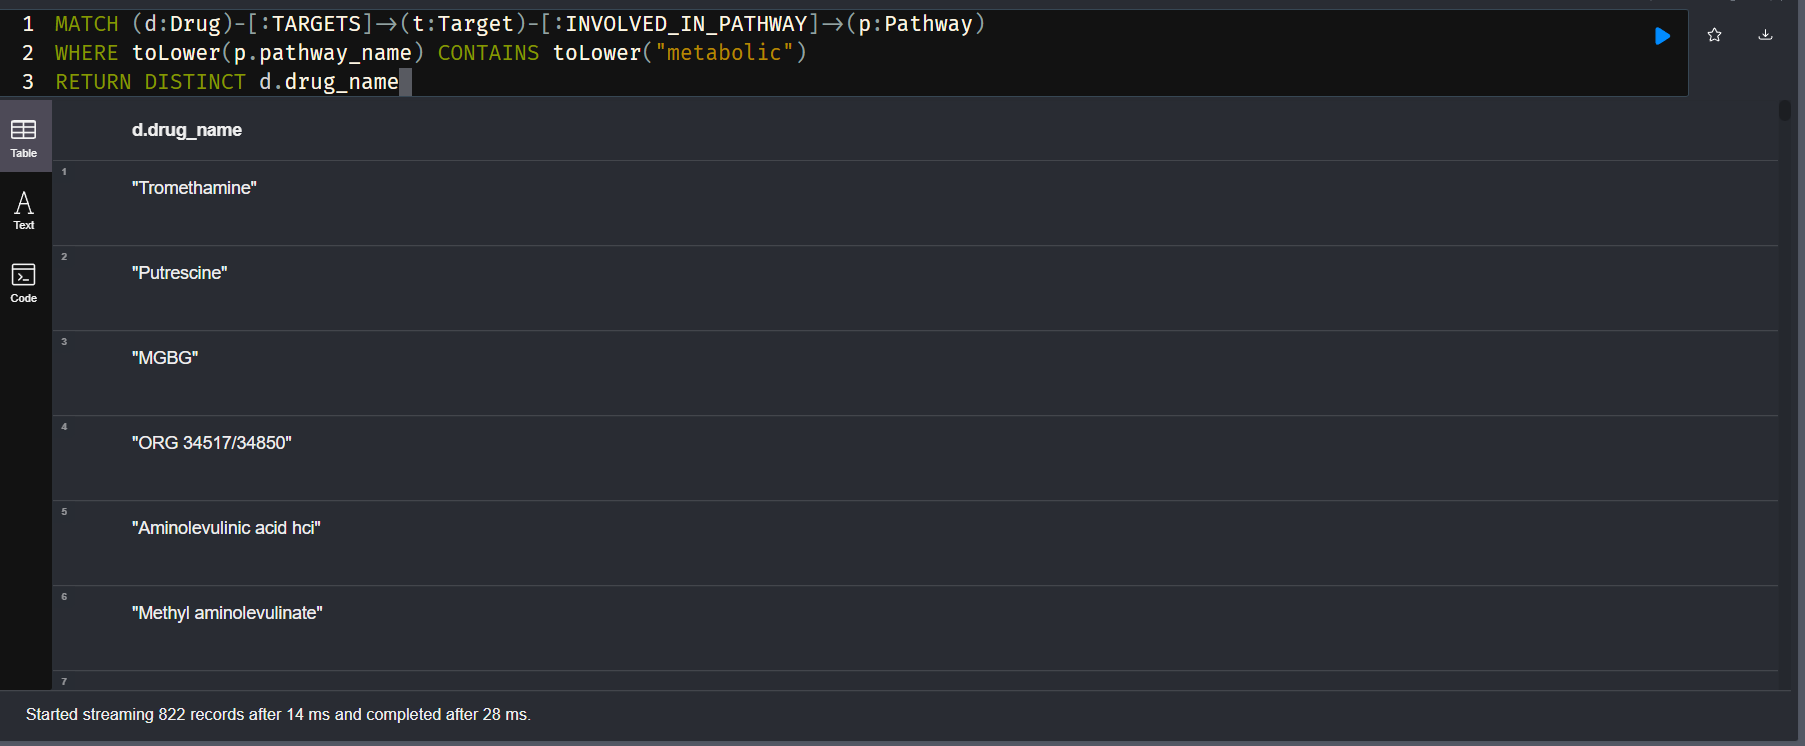 1 MATCH (d:Drug)-[:TARGETS]→(t:Target)-[:INVOLVED_IN_PATHWAY]→(p:Pathway)
2 WHERE toLower(p.pathway_name) CONTAINS toLower("metabolic")
3 RETURN DISTINCT d.drug_name
Table
Text
Code
d.drug_name
1
"Tromethamine"
2
"Putrescine"
3
"MGBG"
4
"ORG 34517/34850"
5
"Aminolevulinic acid hci"
6
"Methyl aminolevulinate"
7
Started streaming 822 records after 14 ms and completed after 28 ms.